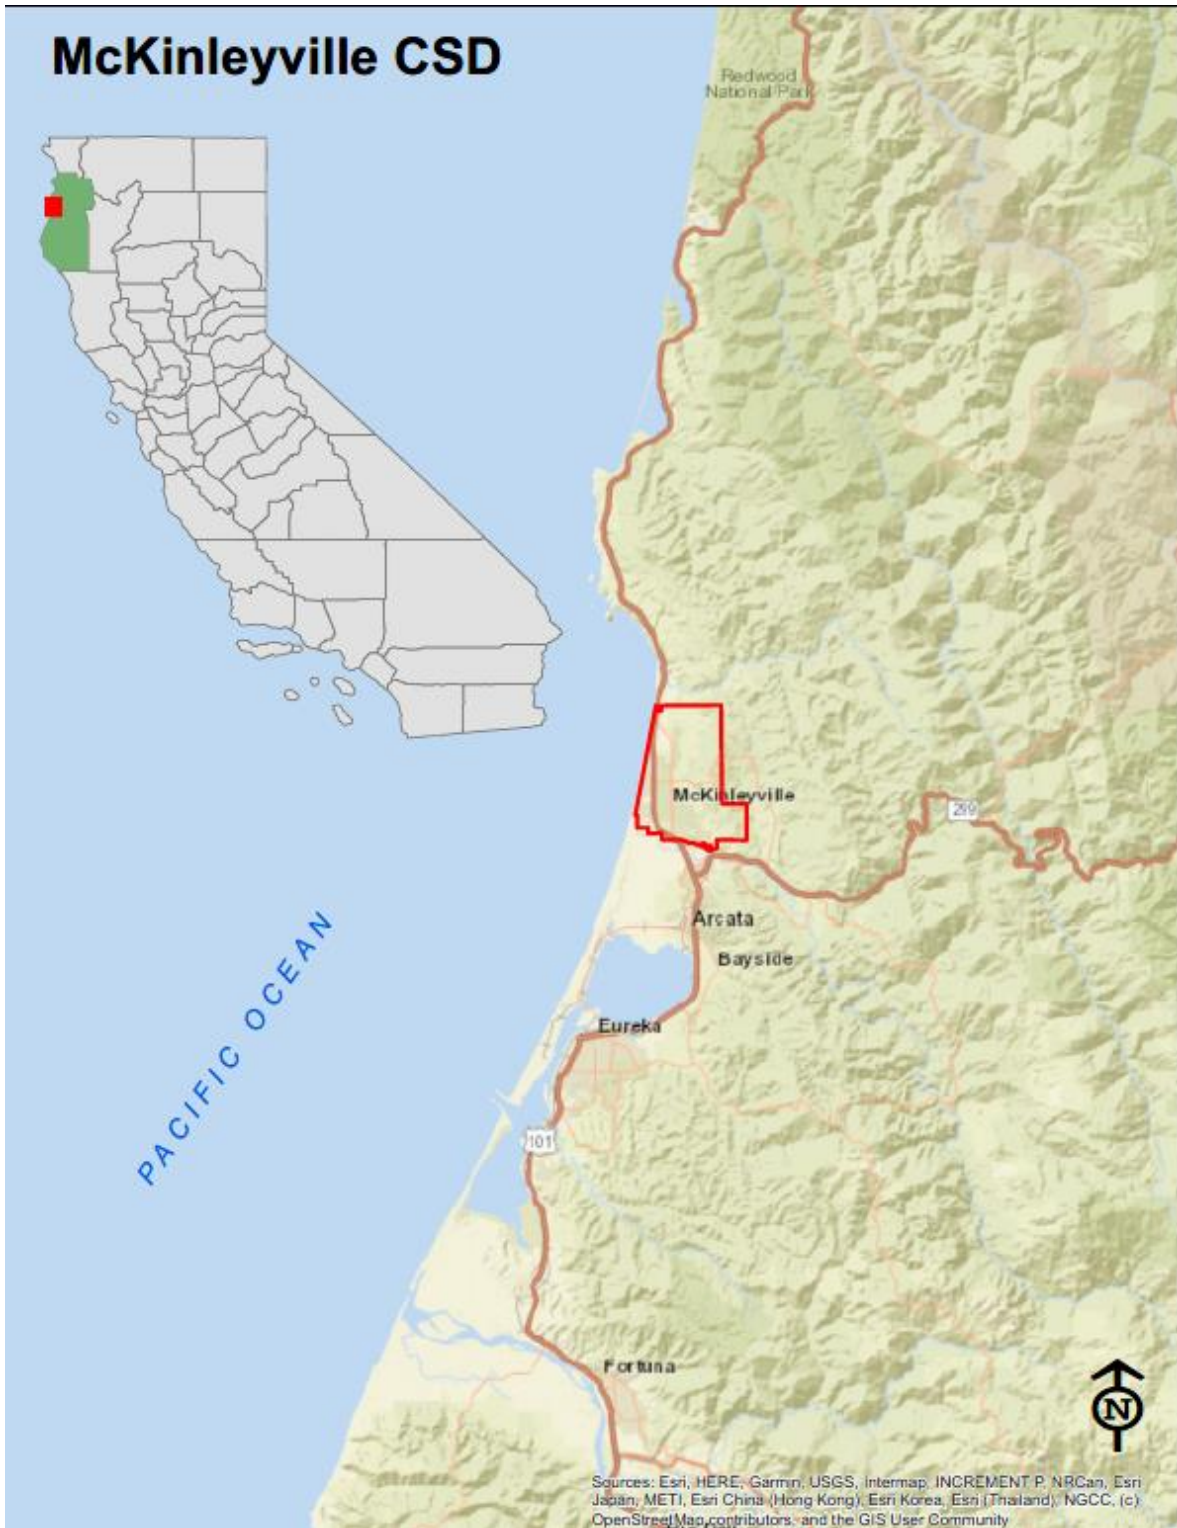 McKinleyville CSD
Redwood
National Park
McKinleyville
299
Arcata
Bayside
Eureka
PACIFIC OCEAN
101
Fortuna
N
Sources: Esri, HERE, Garmin, USGS, Intermap, INCREMENT P, NRCan, Esri
Japan, METI, Esri China (Hong Kong), Esri Korea, Esri (Thailand), NGCC, (c)
OpenStreetMap contributors, and the GIS User Community